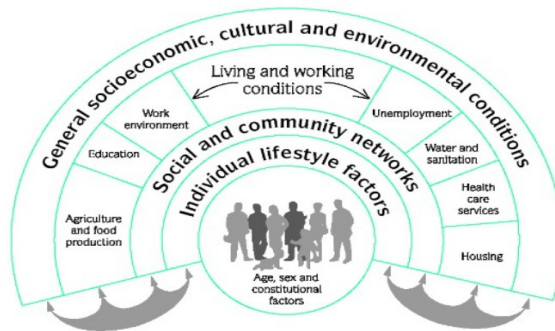 General socioeconomic, cultural and environmental conditions
Living and working
conditions
Work
environment
Unemployment
Education
Water and
sanitation
Social and community networks
Individual lifestyle factors
Agriculture
and food
production
Health
care
services
Housing
Age, sex and
constitutional
factors